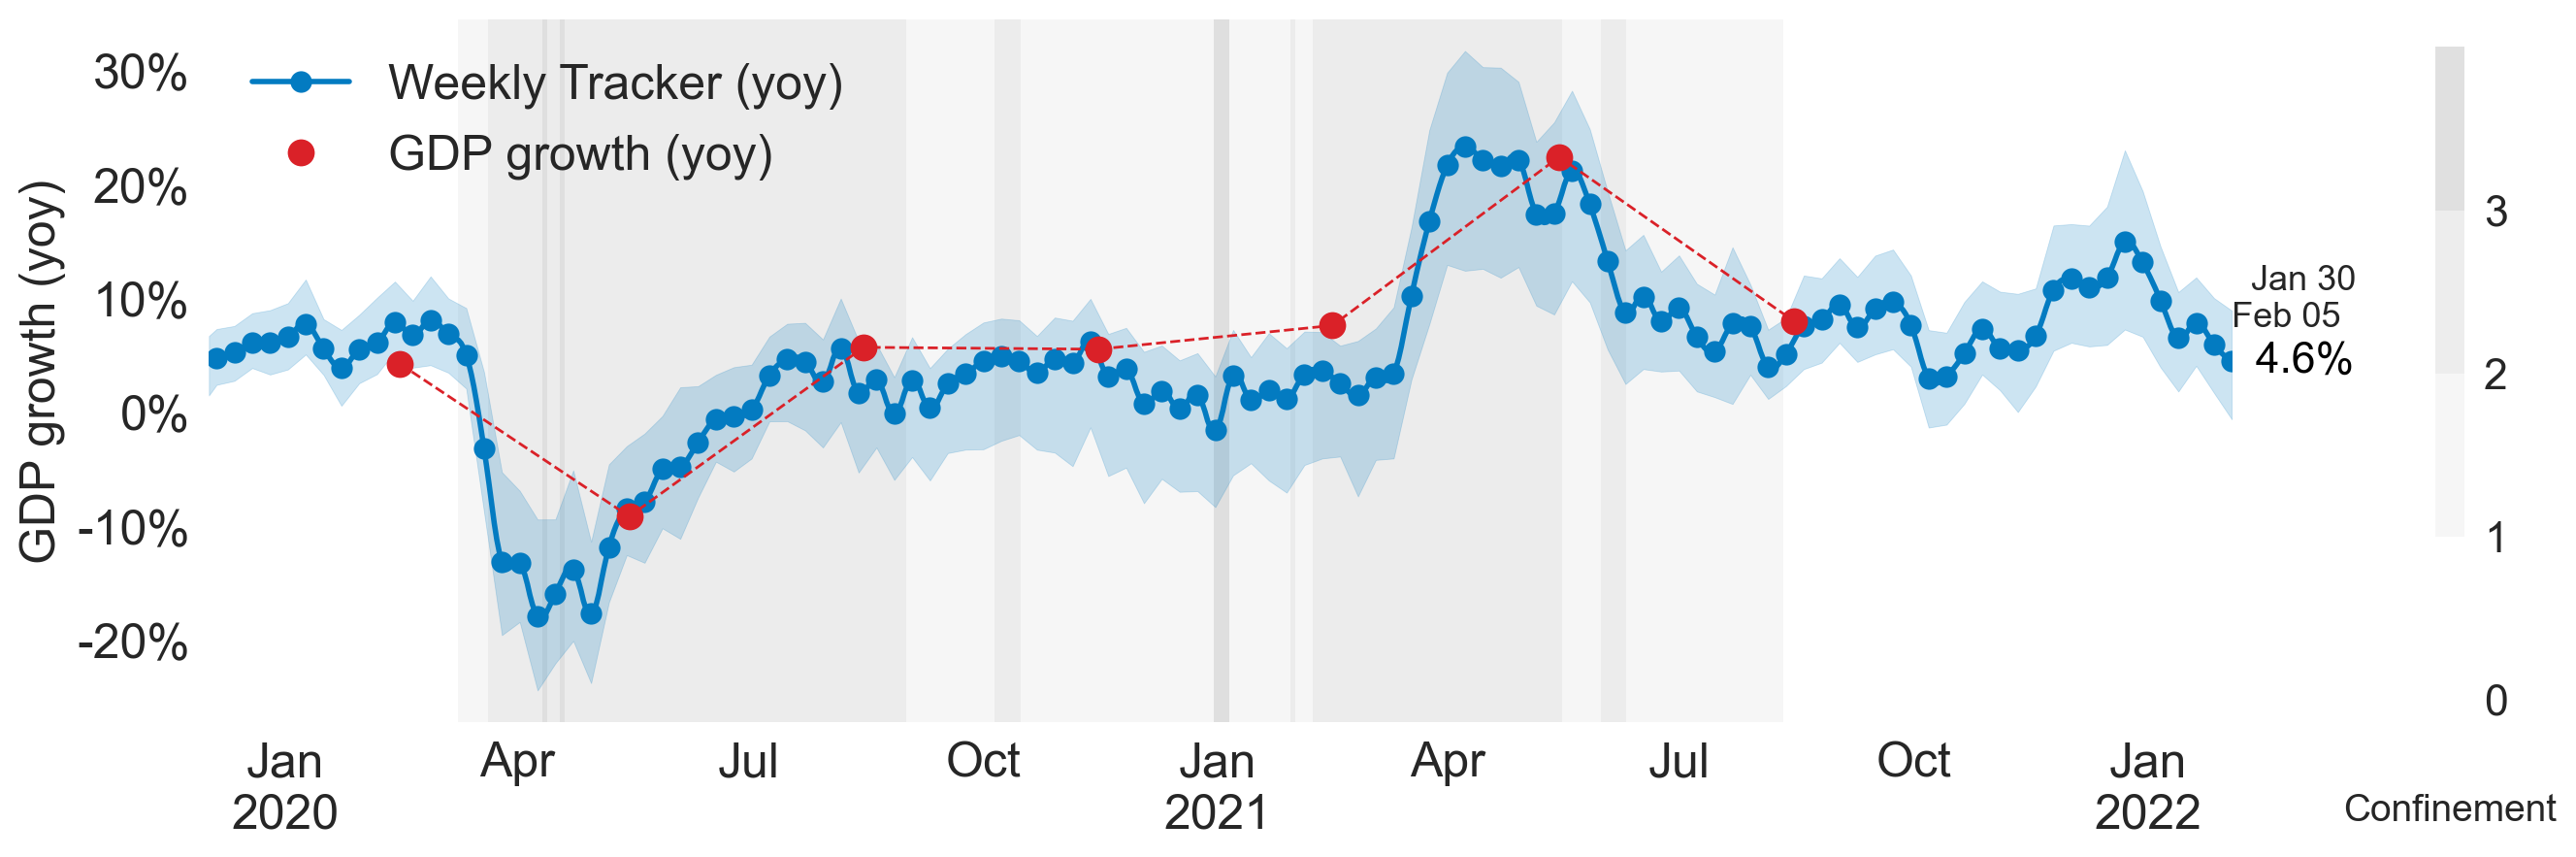 Weekly Tracker (yoy)
GDP growth (yoy)
GDP growth (yoy)
30%
20%
10%
0%
-10%
-20%
Jan 30
Feb 05
4.6%
3
2
1
0
Confinement
Jan Apr Jul Oct Jan Apr Jul Oct Jan
2020 2021 2022